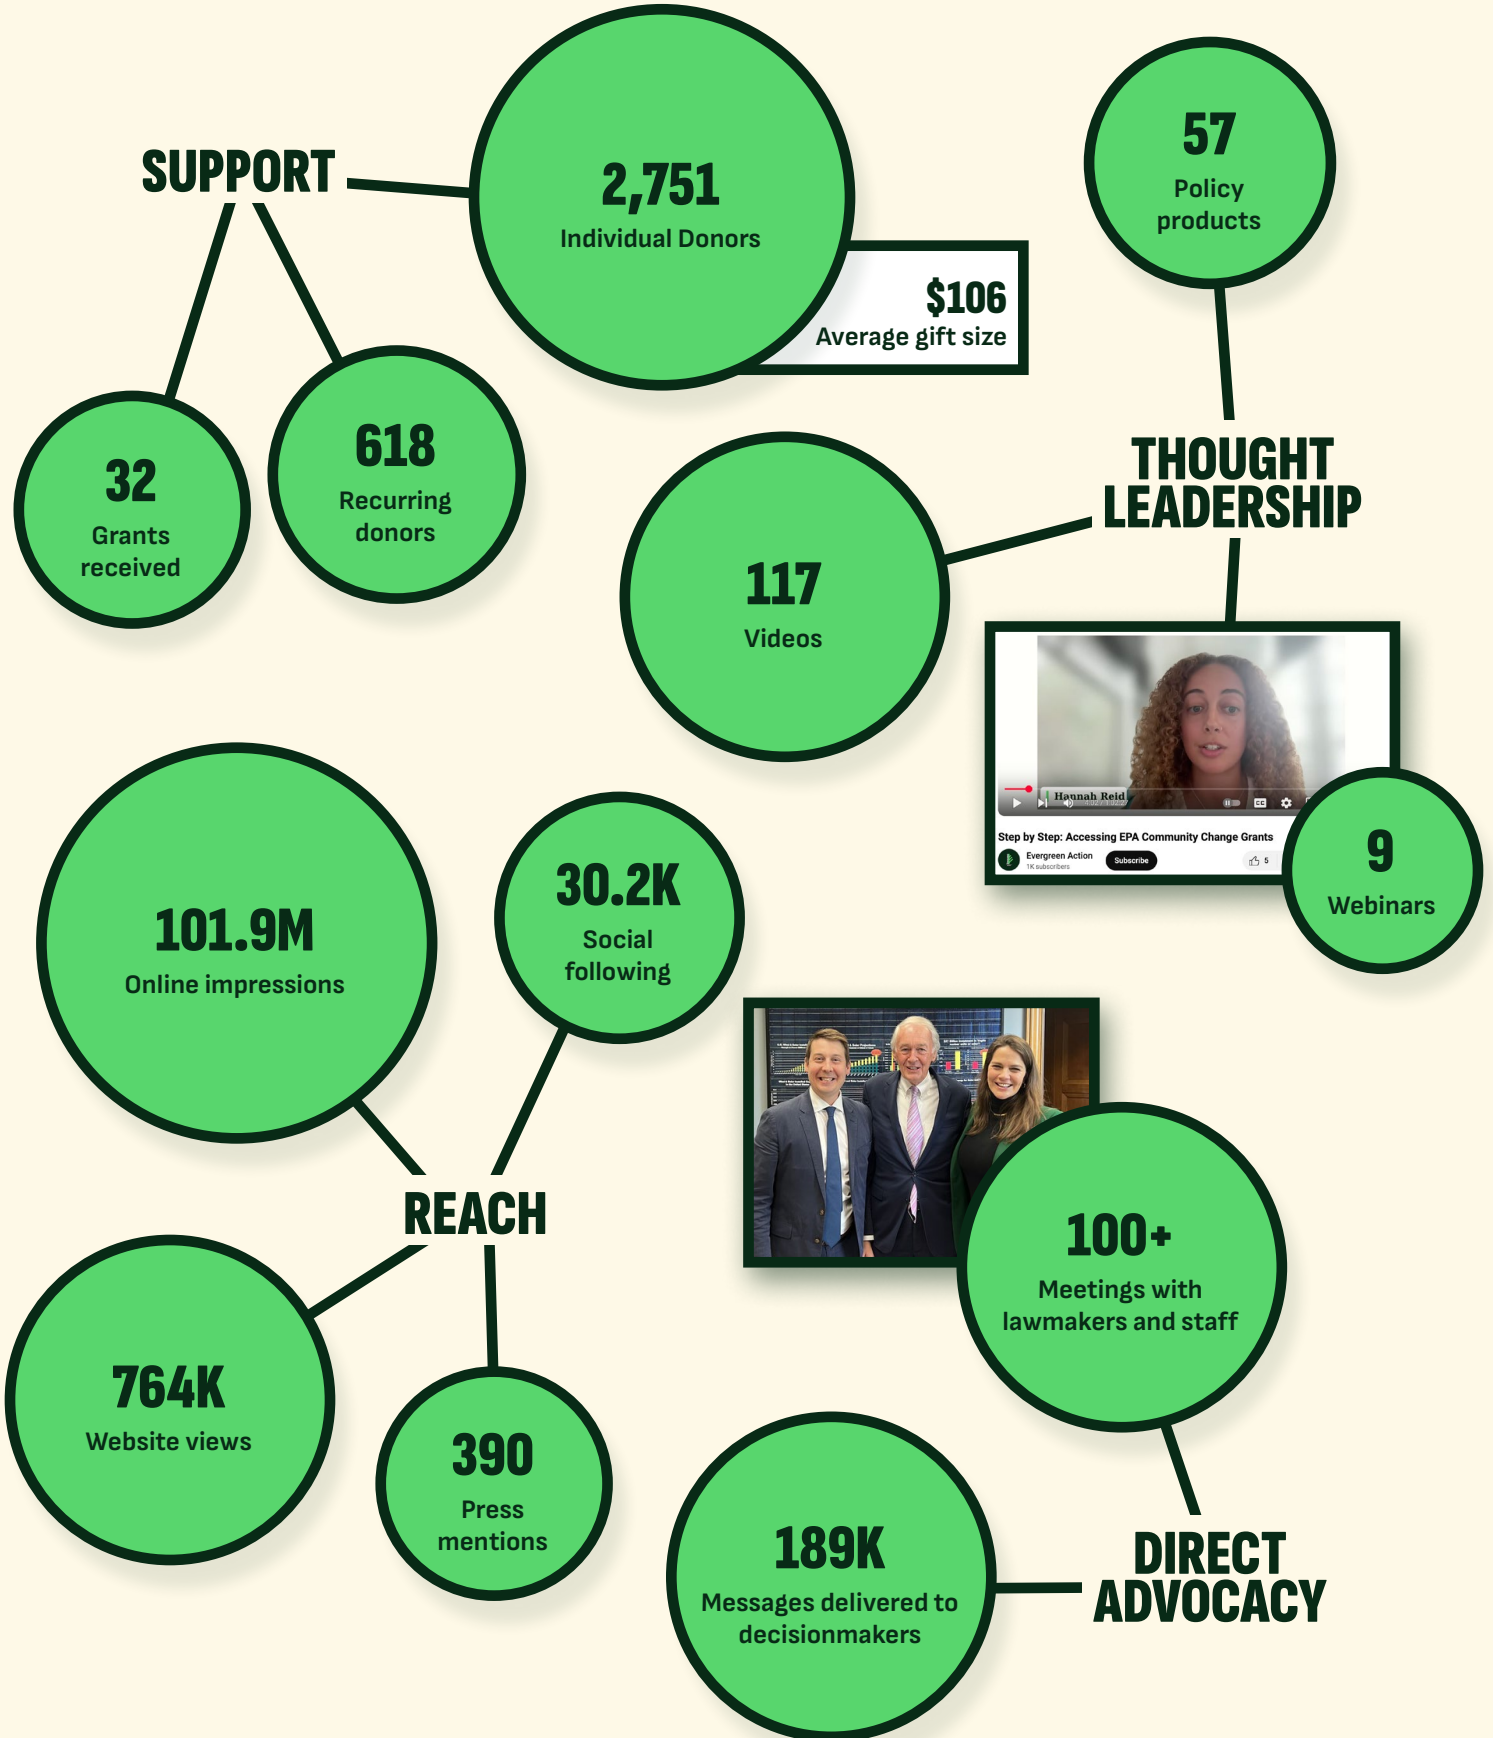 SUPPORT
2,751
Individual Donors
$106
Average gift size
32
Grants
received
618
Recurring
donors
57
Policy
products
THOUGHT
LEADERSHIP
117
Videos
Hannah Reid
Step by Step: Accessing EPA Community Change Grants
Evergreen Action
1K subscribers
Subscribe
5
9
Webinars
101.9M
Online impressions
30.2K
Social
following
REACH
764K
Website views
390
Press
mentions
100+
Meetings with
lawmakers and staff
189K
Messages delivered to
decisionmakers
DIRECT
ADVOCACY